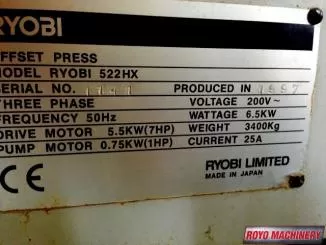 RYOBI
OFFSET PRESS
MODEL RYOBI 522HX
SERIAL NO. PRODUCED IN 1997
THREE PHASE VOLTAGE 200V~
FREQUENCY 50Hz WATTAGE 6.5KW
DRIVE MOTOR 5.5KW(7HP) WEIGHT 3400Kg
PUMP MOTOR 0.75KW(1HP) CURRENT 25A
RYOBI LIMITED
MADE IN JAPAN
CE
ROYO MACHINERY